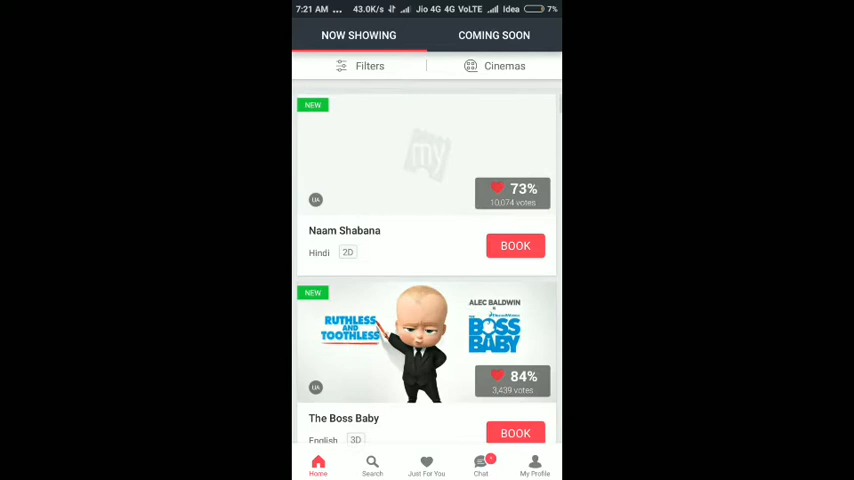 7:21 AM ... 43.0K/s Jio 4G 4G VoLTE Idea 7%
NOW SHOWING COMING SOON
Filters Cinemas
NEW
my
73%
10,074 votes
UA
Naam Shabana
BOOK
Hindi 2D
NEW
ALEC BALDWIN
RUTHLESS
AND
TOOTHLESS
BOSS
BABY
84%
3,439 votes
UA
The Boss Baby
BOOK
English 3D
Home Search Just For You Chat My Profile